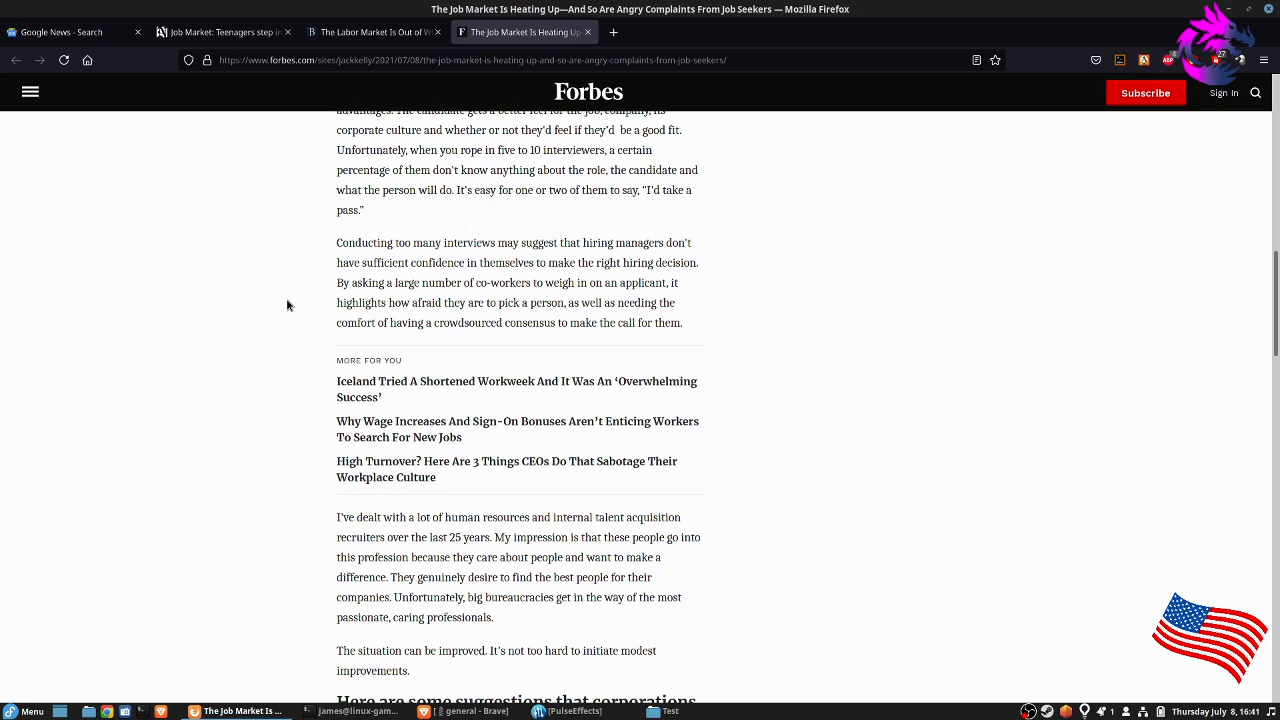 The Job Market Is Heating Up—And So Are Angry Complaints From Job Seekers — Mozilla Firefox
Google News - Search
Job Market: Teenagers step in
The Labor Market Is Out of W
The Job Market Is Heating Up
https://www.forbes.com/sites/jackkelly/2021/07/08/the-job-market-is-heating-up-and-so-are-angry-complaints-from-job-seekers/
ABP
4
27
Forbes
Subscribe
Sign In
advantages. The candidate gets a better feel for the job, company, its
corporate culture and whether or not they'd feel if they'd be a good fit.
Unfortunately, when you rope in five to 10 interviewers, a certain
percentage of them don't know anything about the role, the candidate and
what the person will do. It's easy for one or two of them to say, "I'd take a
pass."
Conducting too many interviews may suggest that hiring managers don't
have sufficient confidence in themselves to make the right hiring decision.
By asking a large number of co-workers to weigh in on an applicant, it
highlights how afraid they are to pick a person, as well as needing the
comfort of having a crowdsourced consensus to make the call for them.
MORE FOR YOU
Iceland Tried A Shortened Workweek And It Was An ‘Overwhelming
Success’
Why Wage Increases And Sign-On Bonuses Aren’t Enticing Workers
To Search For New Jobs
High Turnover? Here Are 3 Things CEOs Do That Sabotage Their
Workplace Culture
I've dealt with a lot of human resources and internal talent acquisition
recruiters over the last 25 years. My impression is that these people go into
this profession because they care about people and want to make a
difference. They genuinely desire to find the best people for their
companies. Unfortunately, big bureaucracies get in the way of the most
passionate, caring professionals.
The situation can be improved. It's not too hard to initiate modest
improvements.
Here are some suggestions that corporations
Menu
The Job Market Is ...
james@linux-gam...
general - Brave]
[PulseEffects]
Test
1
Thursday July 8, 16:41